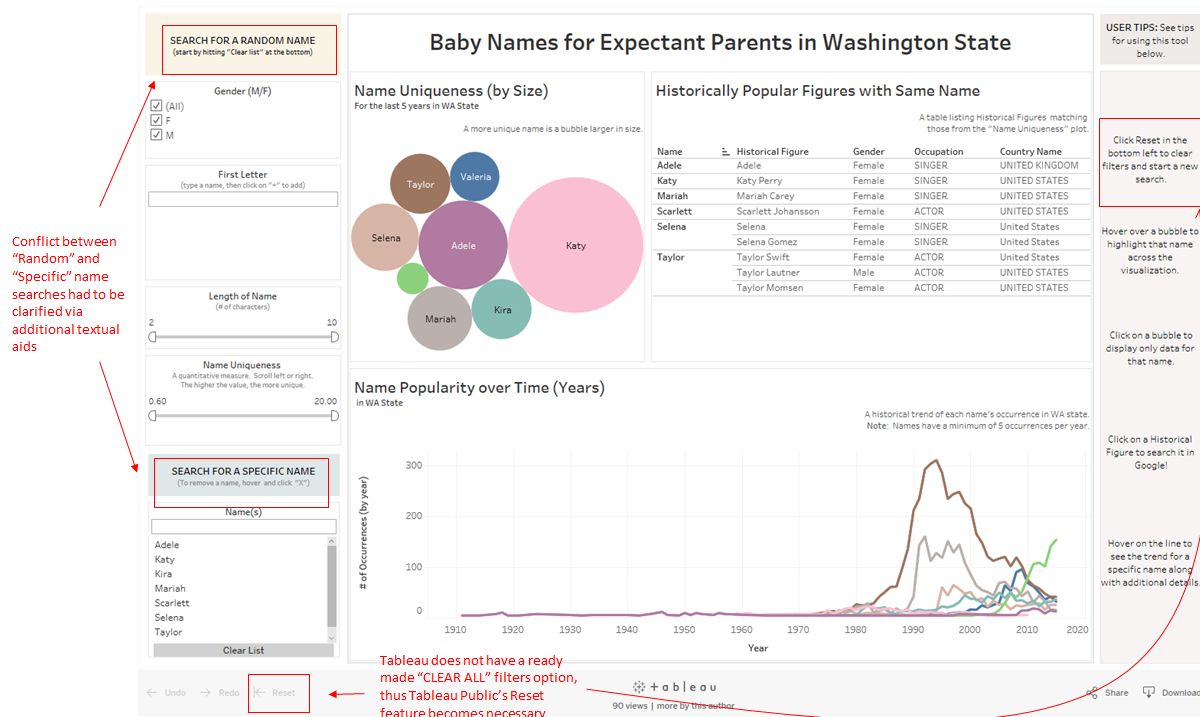 SEARCH FOR A RANDOM NAME
(start by hitting "Clear list" at the bottom)
Gender (M/F)
(All)
F
M
First Letter
(type a name, then click on "+" to add)
Length of Name
(# of characters)
2 10
Name Uniqueness
A quantitative measure. Scroll left or right.
The higher the value, the more unique.
0.60 20.00
SEARCH FOR A SPECIFIC NAME
(To remove a name, hover and click "X")
Name(s)
Adele
Katy
Kira
Mariah
Scarlett
Selena
Taylor
Clear List
Conflict between
"Random" and
"Specific" name
searches had to be
clarified via
additional textual
aids
Baby Names for Expectant Parents in Washington State
Name Uniqueness (by Size)
For the last 5 years in WA State
A more unique name is a bubble larger in size.
Taylor
Valeria
Selena
Adele
Katy
Mariah
Kira
Historically Popular Figures with Same Name
A table listing Historical Figures matching
those from the "Name Uniqueness" plot.
Name Historical Figure Gender Occupation Country Name
Adele Adele Female SINGER UNITED KINGDOM
Katy Katy Perry Female SINGER UNITED STATES
Mariah Mariah Carey Female SINGER UNITED STATES
Scarlett Scarlett Johansson Female ACTOR UNITED STATES
Selena Selena Female SINGER United States
Selena Gomez Female SINGER United States
Taylor Taylor Swift Female ACTOR United States
Taylor Lautner Male ACTOR UNITED STATES
Taylor Momsen Female ACTOR UNITED STATES
Name Popularity over Time (Years)
in WA State
A historical trend of each name's occurrence in WA state.
Note: Names have a minimum of 5 occurrences per year.
# of Occurrences (by year)
300
200
100
0
1910 1920 1930 1940 1950 1960 1970 1980 1990 2000 2010 2020
Year
USER TIPS: See tips
for using this tool
below.
Click Reset in the
bottom left to clear
filters and start a new
search.
Hover over a bubble to
highlight that name
across the
visualization.
Click on a bubble to
display only data for
that name.
Click on a Historical
Figure to search it in
Google!
Hover on the line to
see the trend for a
specific name along
with additional details.
Undo Redo Reset
Tableau does not have a ready
made "CLEAR ALL" filters option,
thus Tableau Public's Reset
feature becomes necessary
+ableau
90 views | more by this author
Share Download